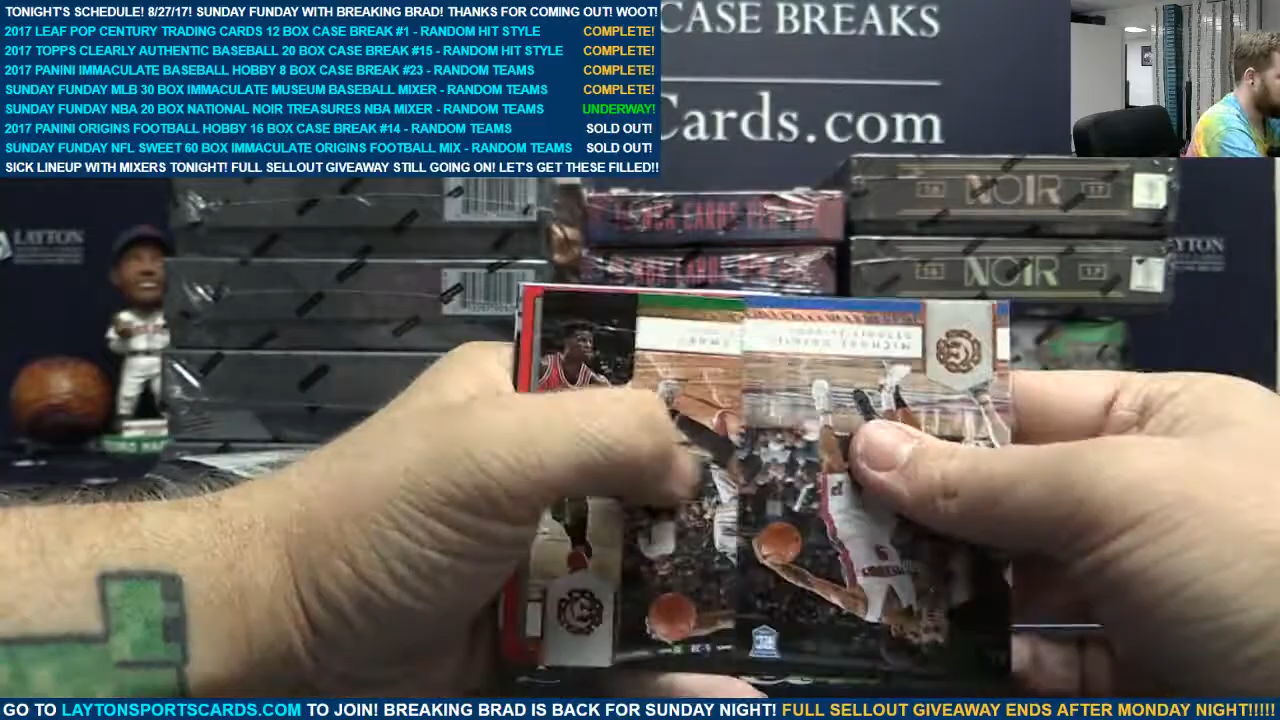 TONIGHT'S SCHEDULE! 8/27/17! SUNDAY FUNDAY WITH BREAKING BRAD! THANKS FOR COMING OUT! WOOT!
2017 LEAF POP CENTURY TRADING CARDS 12 BOX CASE BREAK #1 - RANDOM HIT STYLE COMPLETE!
2017 TOPPS CLEARLY AUTHENTIC BASEBALL 20 BOX CASE BREAK #15 - RANDOM HIT STYLE COMPLETE!
2017 PANINI IMMACULATE BASEBALL HOBBY 8 BOX CASE BREAK #23 - RANDOM TEAMS COMPLETE!
SUNDAY FUNDAY MLB 30 BOX IMMACULATE MUSEUM BASEBALL MIXER - RANDOM TEAMS COMPLETE!
SUNDAY FUNDAY NBA 20 BOX NATIONAL NOIR TREASURES NBA MIXER - RANDOM TEAMS UNDERWAY!
2017 PANINI ORIGINS FOOTBALL HOBBY 16 BOX CASE BREAK #14 - RANDOM TEAMS SOLD OUT!
SUNDAY FUNDAY NFL SWEET 60 BOX IMMACULATE ORIGINS FOOTBALL MIX - RANDOM TEAMS SOLD OUT!
SICK LINEUP WITH MIXERS TONIGHT! FULL SELLOUT GIVEAWAY STILL GOING ON! LET'S GET THESE FILLED!!
CASE BREAKS
Cards.com
LAYTON
LAYTON
16 NOIR 17
16 NOIR 17
GO TO LAYTONSPORTSCARDS.COM TO JOIN! BREAKING BRAD IS BACK FOR SUNDAY NIGHT! FULL SELLOUT GIVEAWAY ENDS AFTER MONDAY NIGHT!!!!!